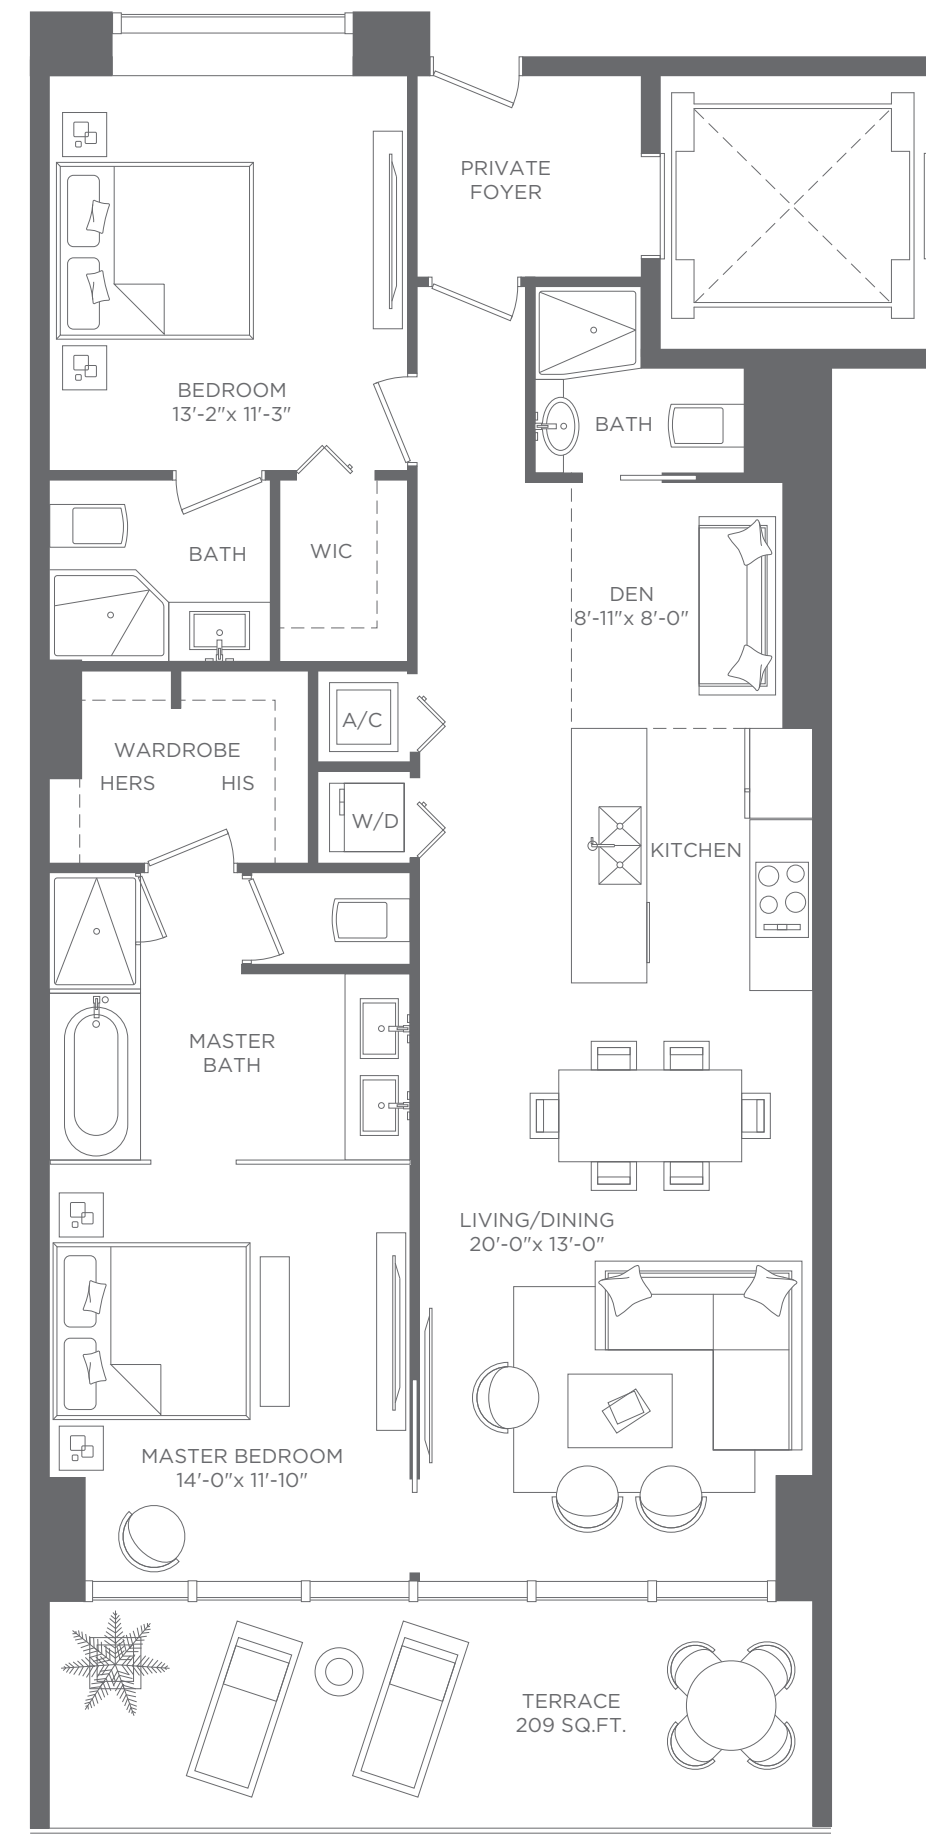 PRIVATE
FOYER
BEDROOM
13'-2"x 11'-3"
BATH
BATH
WIC
DEN
8'-11"x 8'-0"
A/C
WARDROBE
HERS HIS
W/D
KITCHEN
MASTER
BATH
LIVING/DINING
20'-0"x 13'-0"
MASTER BEDROOM
14'-0"x 11'-10"
TERRACE
209 SQ.FT.